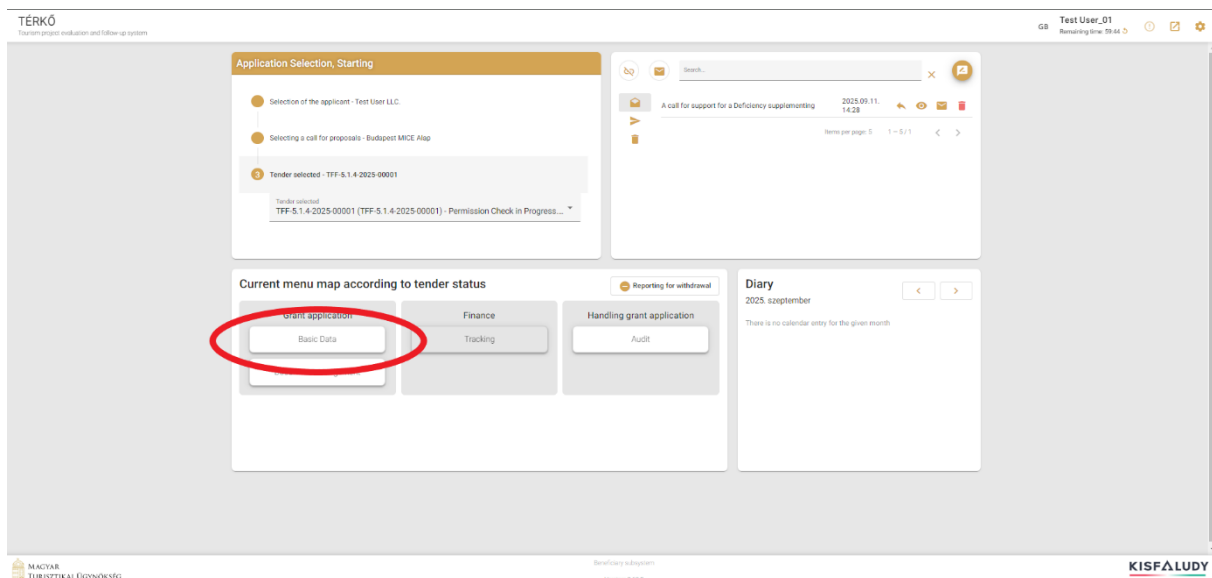 TÉRKŐ
Tourism project evaluation and follow-up system
GB
Test User_01
Remaining time: 59:44
Application Selection, Starting
Selection of the applicant - Test User LLC.
Selecting a call for proposals - Budapest MICE Alap
3 Tender selected - TFF-5.1.4-2025-00001
Tender selected
TFF-5.1.4-2025-00001 (TFF-5.1.4-2025-00001) - Permission Check in Progress...
Search...
A call for support for a Deficiency supplementing
2025.09.11.
14:28
Items per page: 5 1 – 5 / 1
Current menu map according to tender status
Reporting for withdrawal
Grant application
Basic Data
Finance
Tracking
Handling grant application
Audit
Diary
2025. szeptember
There is no calendar entry for the given month
MAGYAR
TURISZTIKAI ÜGYNÖKSÉG
Beneficiary subsystem
KISFALUDY